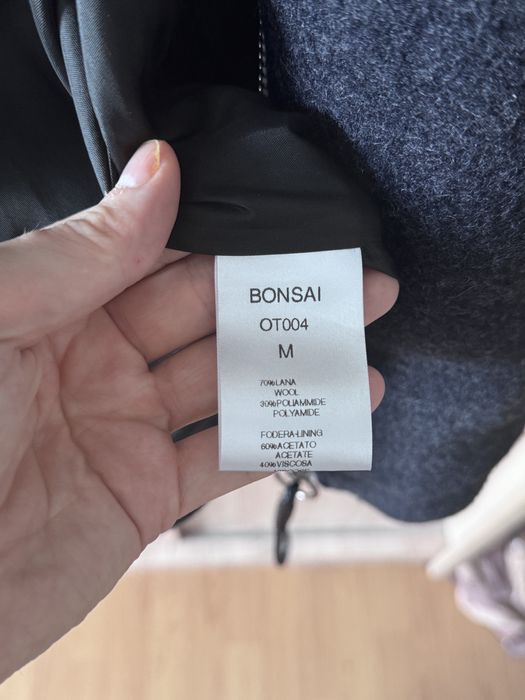 BONSAI
OT004
M
70%LANA
WOOL
30%POLIAMMIDE
POLYAMIDE
FODERA-LINING
60%ACETATO
ACETATE
40%VISCOSA